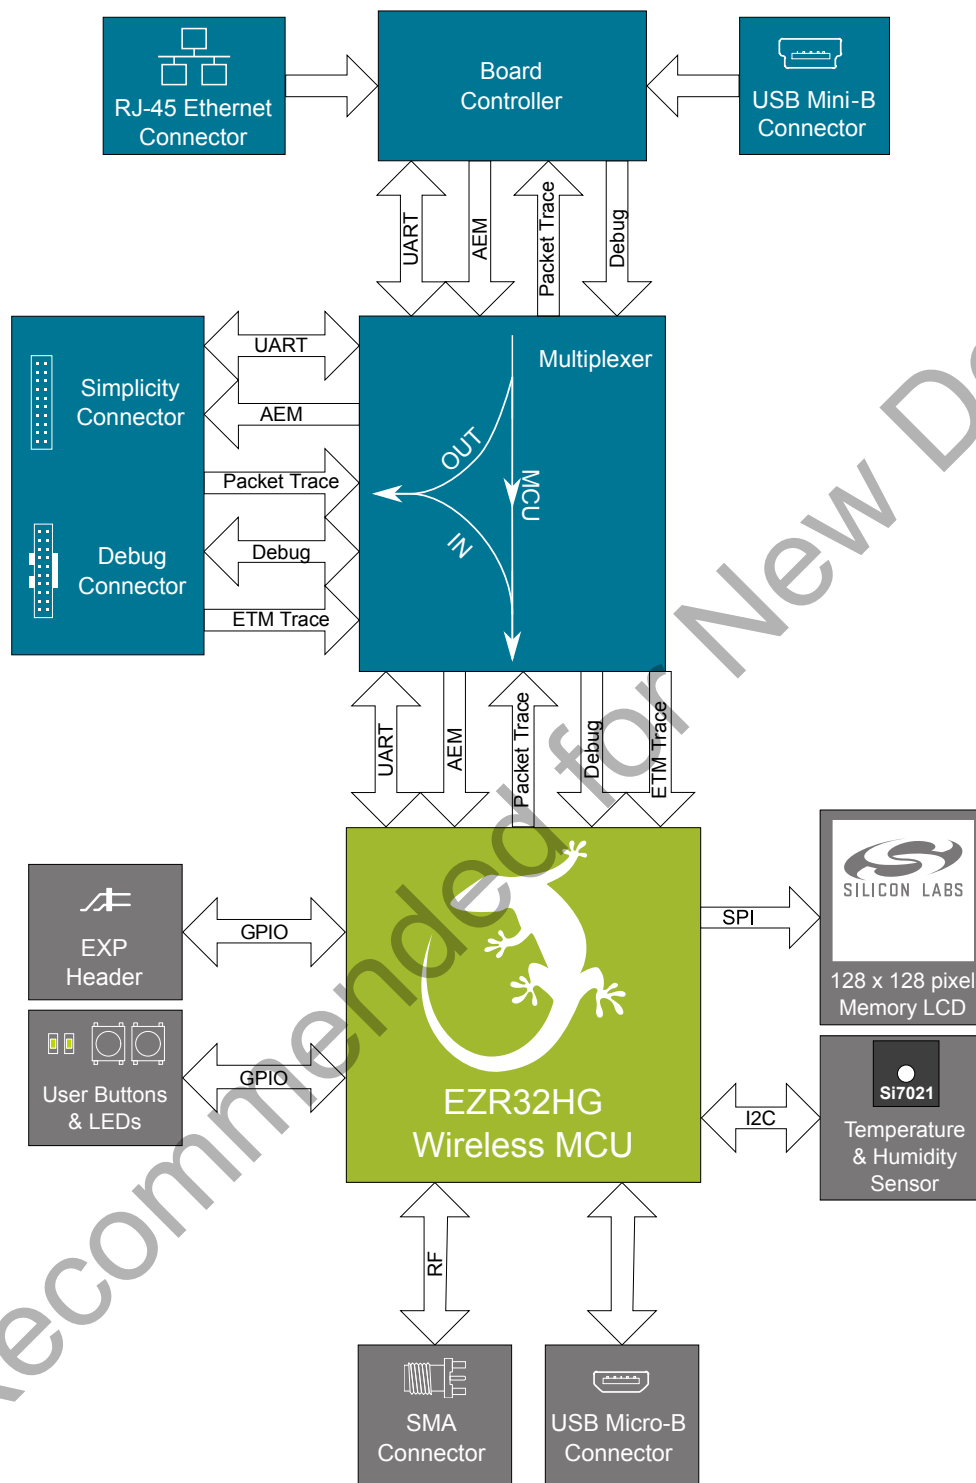 RJ-45 Ethernet
Connector
Board
Controller
USB Mini-B
Connector
UART
AEM
Packet Trace
Debug
Simplicity
Connector
Debug
Connector
UART
AEM
Packet Trace
Debug
ETM Trace
Multiplexer
OUT
MCU
IN
UART
AEM
Packet Trace
Debug
ETM Trace
EXP
Header
GPIO
User Buttons
& LEDs
GPIO
EZR32HG
Wireless MCU
SPI
SILICON LABS
128 x 128 pixel
Memory LCD
I2C
Si7021
Temperature
& Humidity
Sensor
RF
SMA
Connector
USB Micro-B
Connector
Recommended for New De